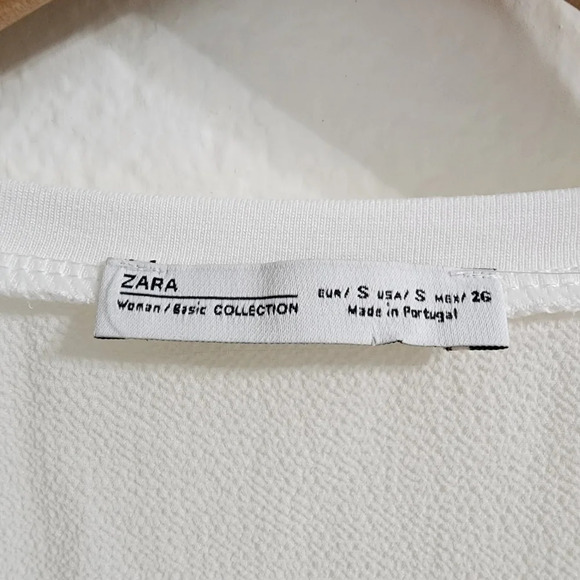 ZARA
Woman / Basic COLLECTION
EUR/ S USA/ S MEX/ 26
Made in Portugal